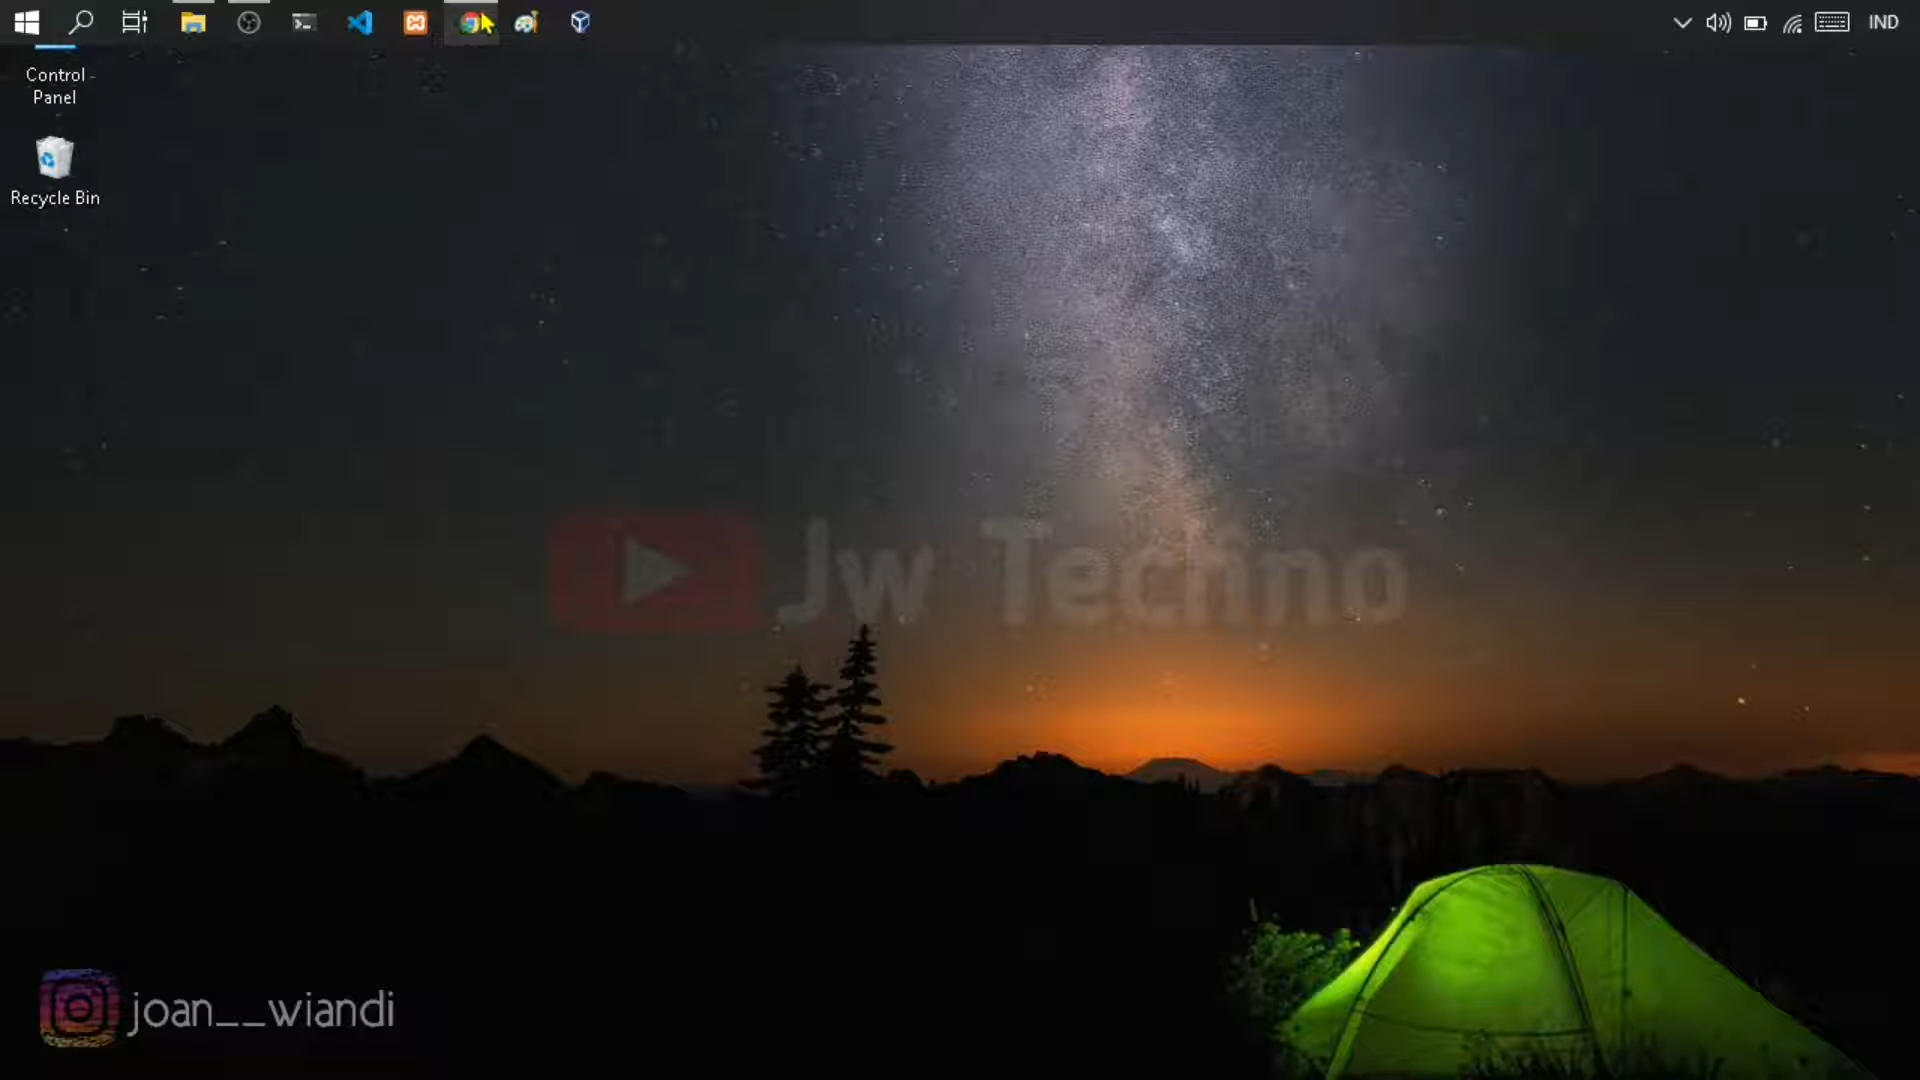 IND
Control -
Panel
Recycle Bin
Jw Techno
joan__wiandi